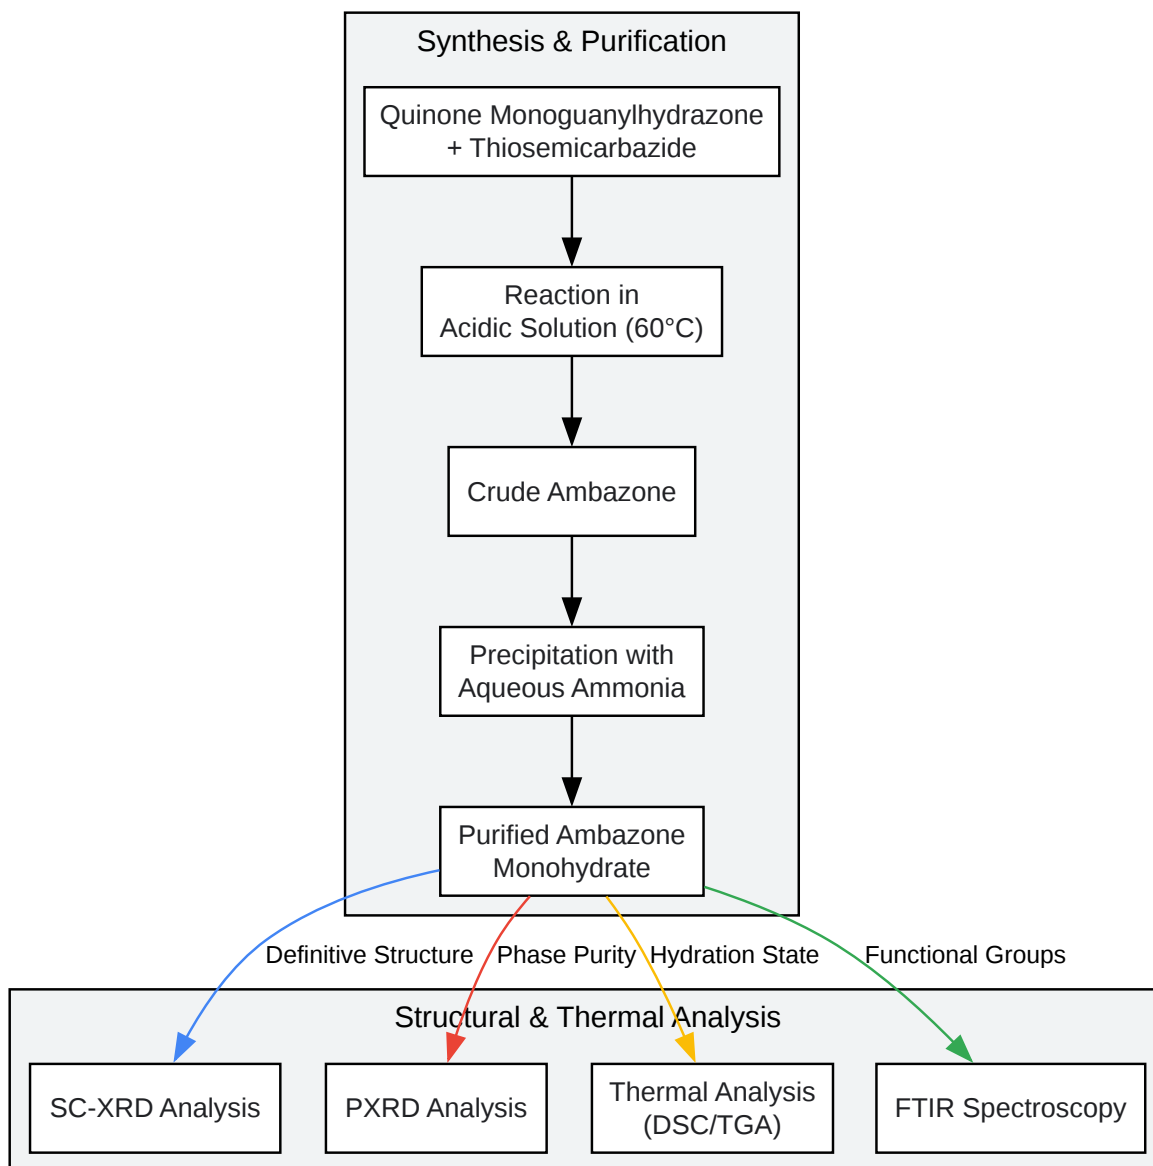 Synthesis & Purification
Quinone Monoguanylhydrazone
+ Thiosemicarbazide
Reaction in
Acidic Solution (60°C)
Crude Ambazone
Precipitation with
Aqueous Ammonia
Purified Ambazone
Monohydrate
Definitive Structure
Phase Purity
Hydration State
Functional Groups
Structural & Thermal Analysis
SC-XRD Analysis
PXRD Analysis
Thermal Analysis
(DSC/TGA)
FTIR Spectroscopy